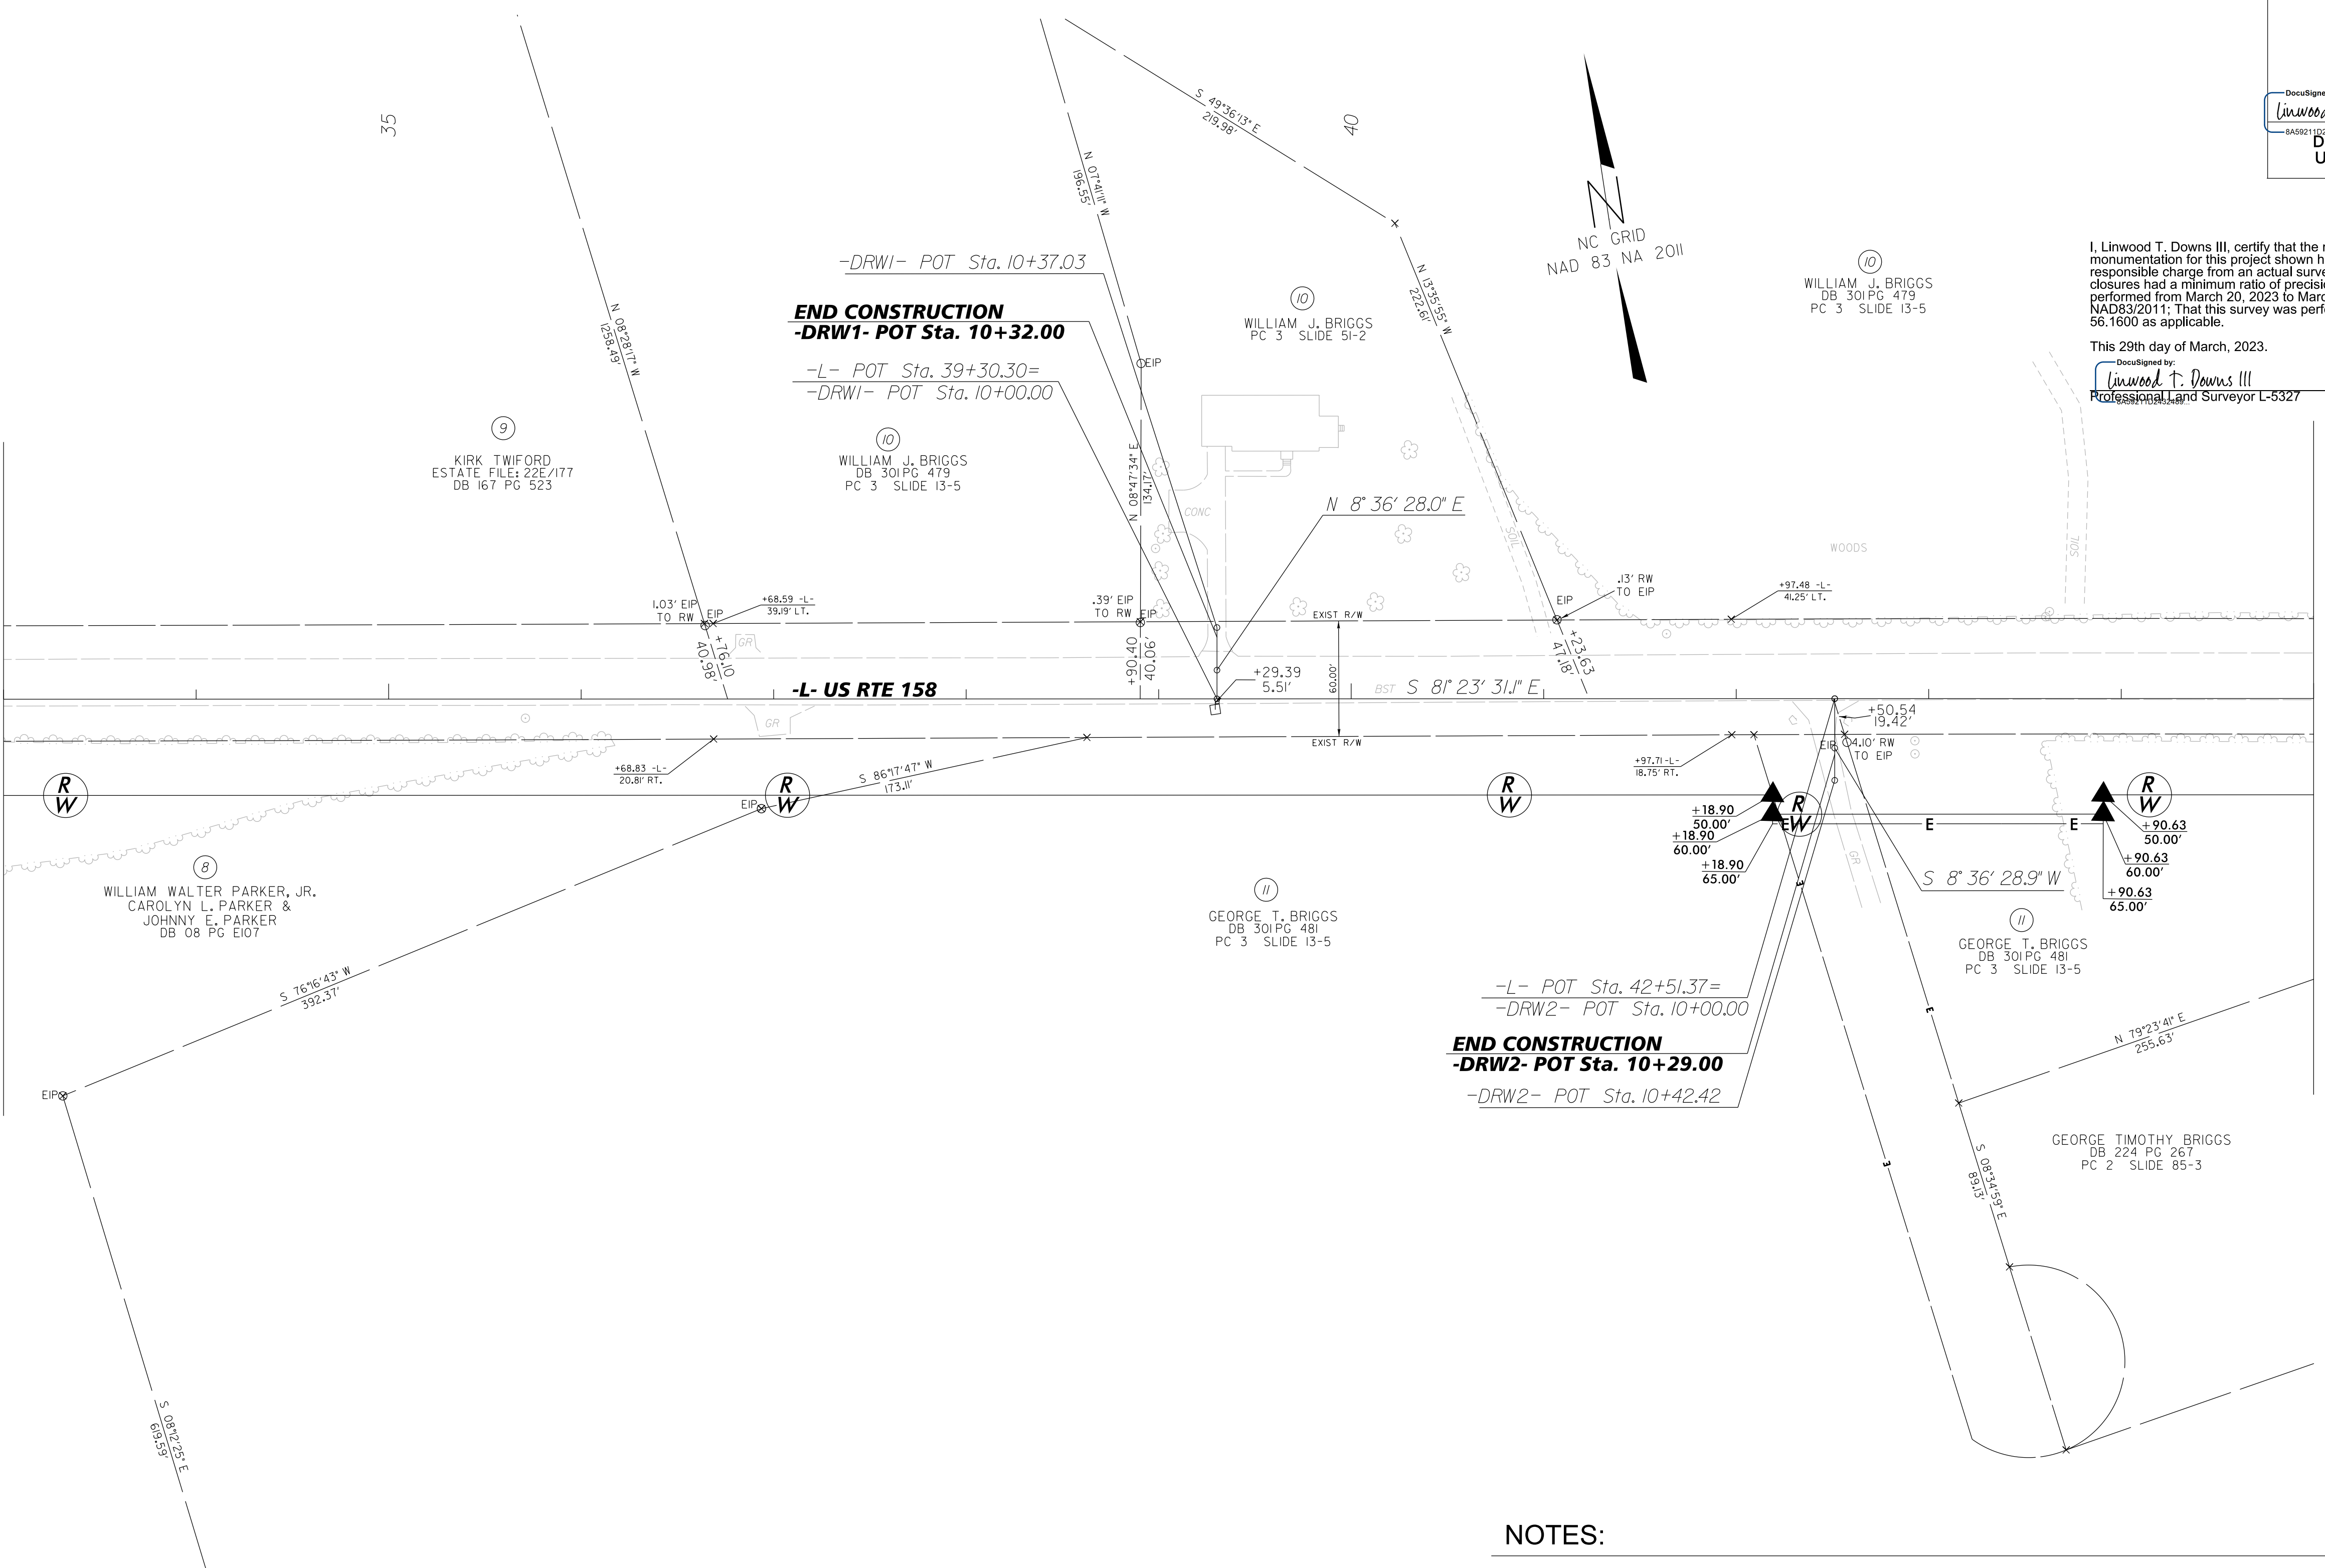 35
40
S 49°36'13" E
219.98'
N 07°41'11" W
196.55'
N 08°28'17" W
1258.49'
N 13°35'55" W
222.61'
NC GRID
NAD 83 NA 2011
DocuSigne
Linwood
8A59211D2
D
U
I, Linwood T. Downs III, certify that the
monumentation for this project shown h
responsible charge from an actual surve
closures had a minimum ratio of precisi
performed from March 20, 2023 to Marc
NAD83/2011; That this survey was perf
56.1600 as applicable.
This 29th day of March, 2023.
DocuSigned by:
Linwood T. Downs III
Professional Land Surveyor L-5327
8A59211D2432489...
-DRW1- POT Sta. 10+37.03
END CONSTRUCTION
-DRW1- POT Sta. 10+32.00
-L- POT Sta. 39+30.30=
-DRW1- POT Sta. 10+00.00
10
WILLIAM J. BRIGGS
PC 3 SLIDE 51-2
10
WILLIAM J. BRIGGS
DB 301 PG 479
PC 3 SLIDE 13-5
EIP
9
KIRK TWIFORD
ESTATE FILE: 22E/177
DB 167 PG 523
10
WILLIAM J. BRIGGS
DB 301 PG 479
PC 3 SLIDE 13-5
N 08°47'34" E
134.17'
CONC
N 8° 36' 28.0" E
SOIL
WOODS
SOIL
1.03' EIP
TO RW
EIP
+68.59 -L-
39.19' LT.
.39' EIP
TO RW
EIP
EXIST R/W
EIP
.13' RW
TO EIP
+97.48 -L-
41.25' LT.
+76.10
40.98'
GR
+90.40
40.06'
+29.39
5.51'
60.00'
+23.63
47.18'
-L- US RTE 158
BST
S 81° 23' 31.1" E
GR
+50.54
19.42'
EXIST R/W
EIP
4.10' RW
TO EIP
+68.83 -L-
20.81' RT.
S 86°17'47" W
173.11'
+97.71 -L-
18.75' RT.
R
W
EIP
R
W
R
W
R
W
R
W
+18.90
50.00'
+18.90
60.00'
+18.90
65.00'
E
E
E
+90.63
50.00'
+90.63
60.00'
+90.63
65.00'
GR
E
S 8° 36' 28.9" W
8
WILLIAM WALTER PARKER, JR.
CAROLYN L. PARKER &
JOHNNY E. PARKER
DB 08 PG E107
11
GEORGE T. BRIGGS
DB 301 PG 481
PC 3 SLIDE 13-5
11
GEORGE T. BRIGGS
DB 301 PG 481
PC 3 SLIDE 13-5
S 76°16'43" W
392.37'
-L- POT Sta. 42+51.37=
-DRW2- POT Sta. 10+00.00
END CONSTRUCTION
-DRW2- POT Sta. 10+29.00
-DRW2- POT Sta. 10+42.42
E
N 79°23'41" E
255.63'
EIP
E
GEORGE TIMOTHY BRIGGS
DB 224 PG 267
PC 2 SLIDE 85-3
S 08°34'59" E
89.13'
S 08°12'25" E
619.59'
NOTES: